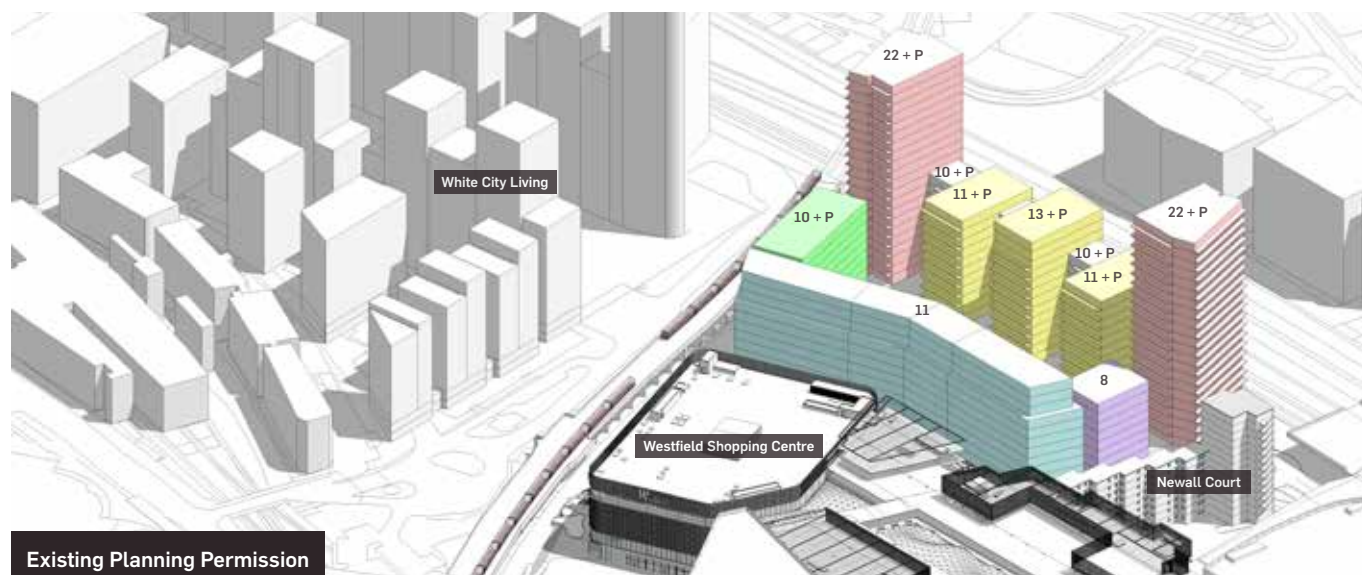 22 + P
10 + P
White City Living
11 + P
10 + P
13 + P
22 + P
10 + P
11 + P
11
8
Westfield Shopping Centre
Newall Court
Existing Planning Permission